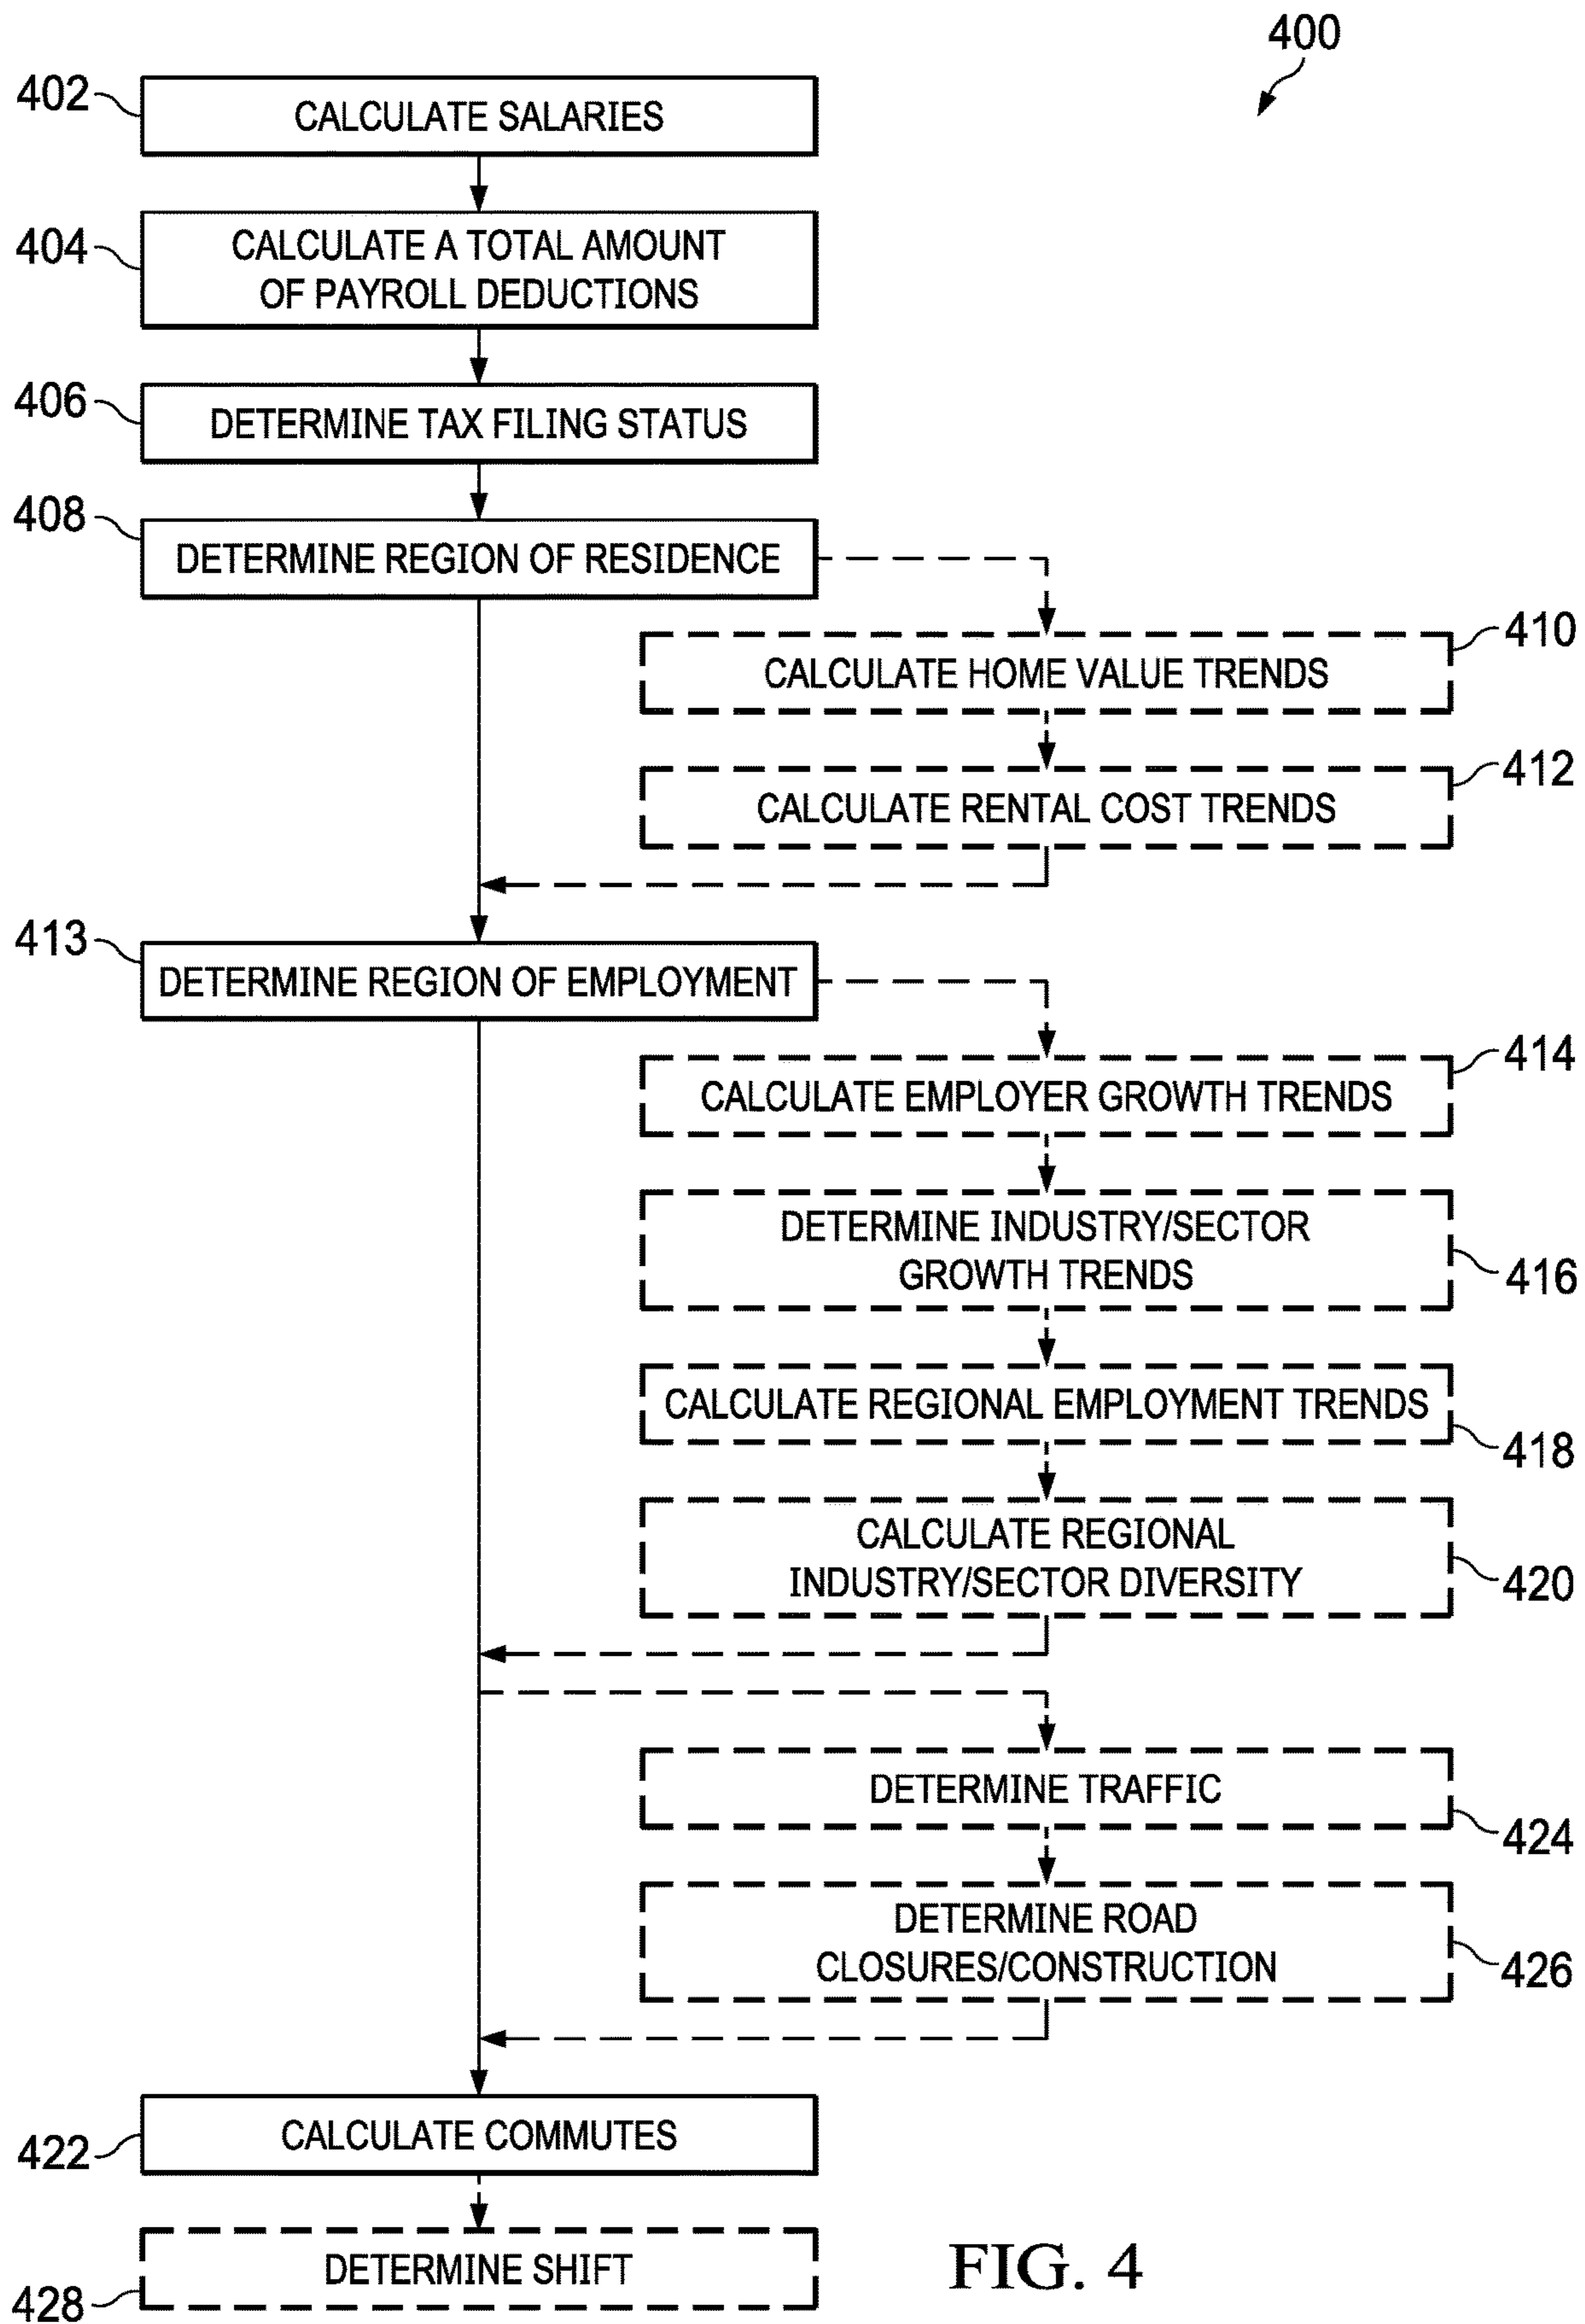 400
402
CALCULATE SALARIES
404
CALCULATE A TOTAL AMOUNT
OF PAYROLL DEDUCTIONS
406
DETERMINE TAX FILING STATUS
408
DETERMINE REGION OF RESIDENCE
410
CALCULATE HOME VALUE TRENDS
412
CALCULATE RENTAL COST TRENDS
413
DETERMINE REGION OF EMPLOYMENT
414
CALCULATE EMPLOYER GROWTH TRENDS
DETERMINE INDUSTRY/SECTOR
GROWTH TRENDS
416
CALCULATE REGIONAL EMPLOYMENT TRENDS
418
CALCULATE REGIONAL
INDUSTRY/SECTOR DIVERSITY
420
DETERMINE TRAFFIC
424
DETERMINE ROAD
CLOSURES/CONSTRUCTION
426
CALCULATE COMMUTES
422
DETERMINE SHIFT
428
FIG. 4